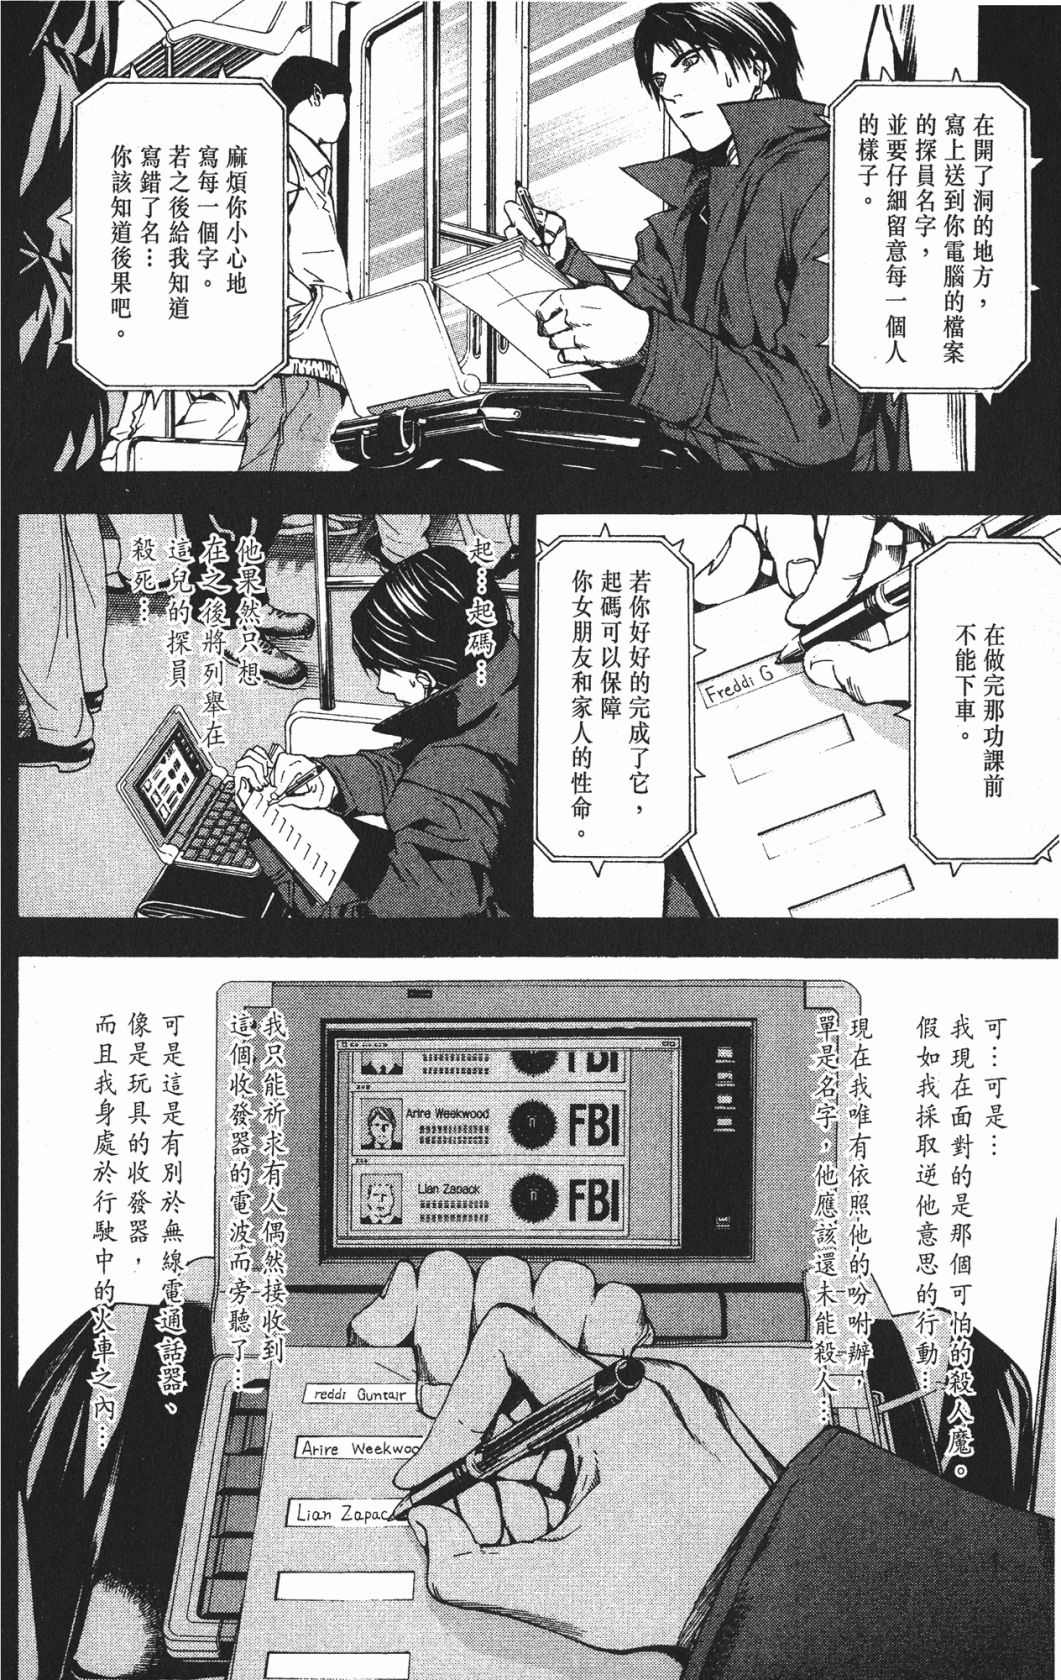 在開了洞的地方，
寫上送到你電腦的檔案
的探員名字，
並要仔細留意每一個人
的樣子。
麻煩你小心地
寫每一個字。
若之後給我知道
寫錯了名…
你該知道後果吧。
在做完那功課前
不能下車。
Freddi G
若你好好的完成了它，
起碼可以保障
你女朋友和家人的性命。
起…起碼…
他果然只想
在之後將列舉在
這兒的探員
殺死…
可…可是…
我現在面對的是那個可怕的殺人魔。
假如我採取逆他意思的行動…
現在我唯有依照他的吩咐辦，
單是名字，他應該還未能殺人…
FBI
Arire Weekwood
FBI
Lian Zapack
FBI
我只能祈求有人偶然接收到
這個收發器的電波而旁聽了…
可是這是有別於無線電通話器、
像是玩具的收發器，
而且我身處於行駛中的火車之內…
reddi Guntair
Arire Weekwoo
Lian Zapac